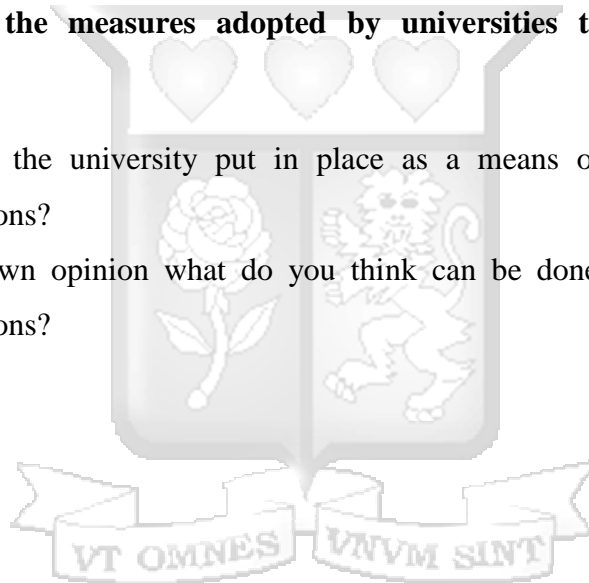 the measures adopted by universities t
the university put in place as a means o
ons?
wn opinion what do you think can be done
ons?
VT OMNES VNVM SINT